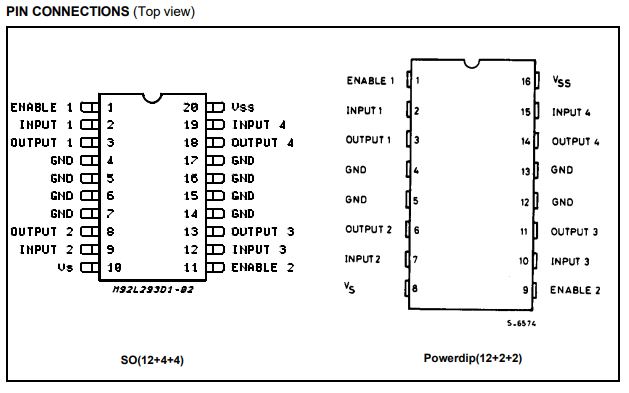 PIN CONNECTIONS (Top view)
ENABLE 1 1 20 Vss
INPUT 1 2 19 INPUT 4
OUTPUT 1 3 18 OUTPUT 4
GND 4 17 GND
GND 5 16 GND
GND 6 15 GND
GND 7 14 GND
OUTPUT 2 8 13 OUTPUT 3
INPUT 2 9 12 INPUT 3
Vs 10 11 ENABLE 2
M92L293D1-02
SO(12+4+4)
ENABLE 1 1 16 VSS
INPUT 1 2 15 INPUT 4
OUTPUT 1 3 14 OUTPUT 4
GND 4 13 GND
GND 5 12 GND
OUTPUT 2 6 11 OUTPUT 3
INPUT 2 7 10 INPUT 3
VS 8 9 ENABLE 2
S-6574
Powerdip(12+2+2)